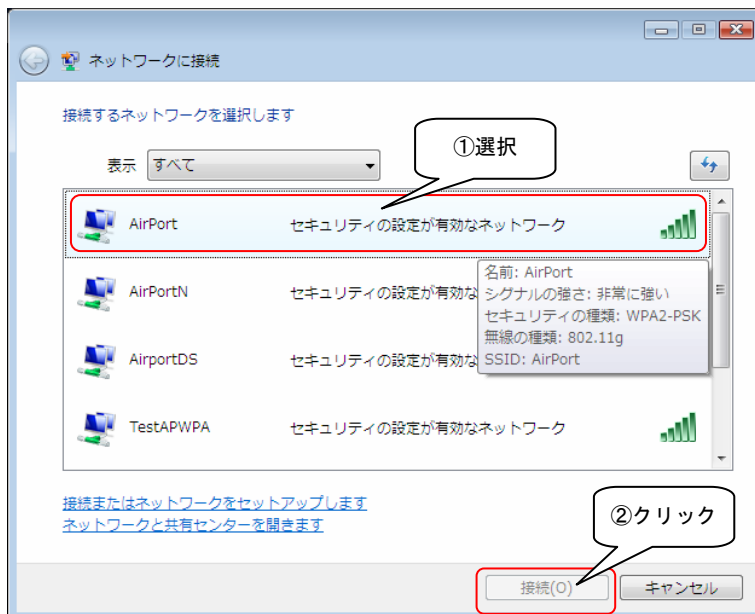 ネットワークに接続
接続するネットワークを選択します
①選択
表示 すべて
AirPort セキュリティの設定が有効なネットワーク
名前: AirPort
AirPortN セキュリティの設定が有効な
シグナルの強さ: 非常に強い
セキュリティの種類: WPA2-PSK
無線の種類: 802.11g
AirportDS セキュリティの設定が有効な
SSID: AirPort
TestAPWPA セキュリティの設定が有効なネットワーク
接続またはネットワークをセットアップします
ネットワークと共有センターを開きます
②クリック
接続(O) キャンセル